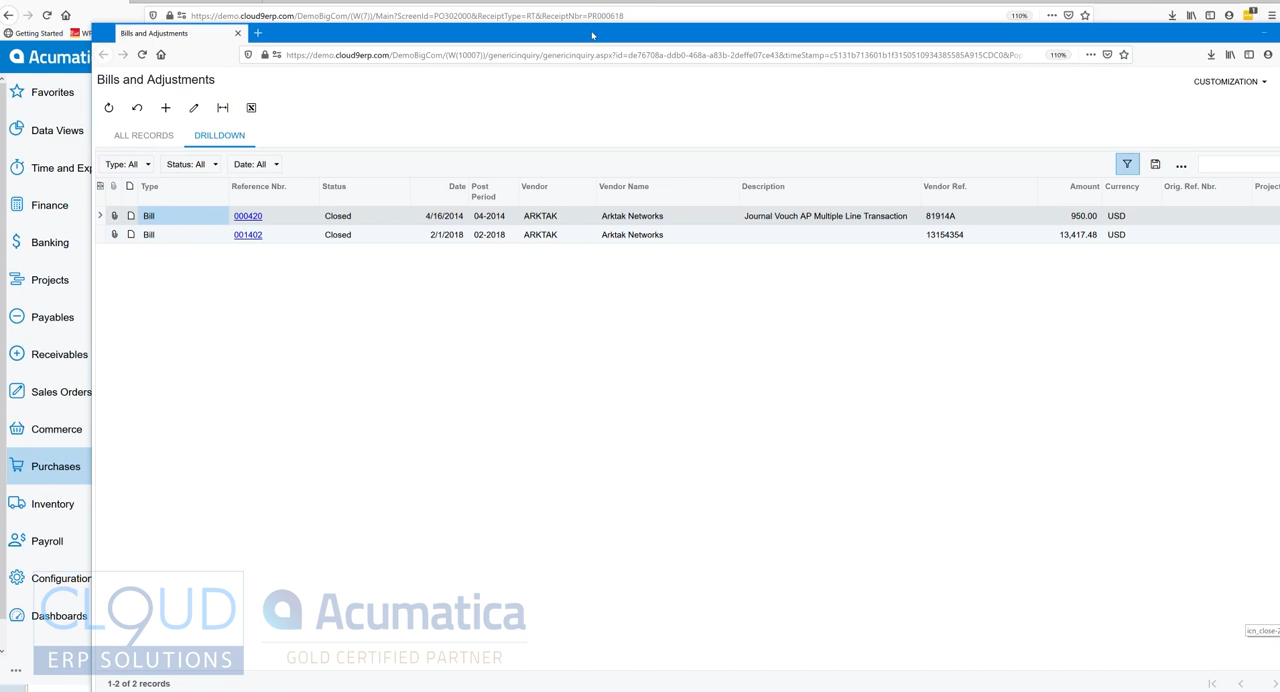 https://demo.cloud9erp.com/DemoBigCom/(W(7))/Main?ScreenId=PO302000&ReceiptType=RT&ReceiptNbr=PR000618
110%
1
Getting Started
Bills and Adjustments
https://demo.cloud9erp.com/DemoBigCom/(W(10007))/genericinquiry/genericinquiry.aspx?id=de76708a-ddb0-468a-a83b-2deffe07ce43&timeStamp=c5131b713601b1f3150510934385585A915CDC0&Po
110%
Acumati
Bills and Adjustments
CUSTOMIZATION
Favorites
Data Views
Time and Exp
Finance
Banking
Projects
Payables
Receivables
Sales Orders
Commerce
Purchases
Inventory
Payroll
Configuration
Dashboards
ALL RECORDS DRILLDOWN
Type: All Status: All Date: All
Type Reference Nbr. Status Date Post Period Vendor Vendor Name Description Vendor Ref. Amount Currency Orig. Ref. Nbr. Project
Bill 000420 Closed 4/16/2014 04-2014 ARKTAK Arktak Networks Journal Vouch AP Multiple Line Transaction 81914A 950.00 USD
Bill 001402 Closed 2/1/2018 02-2018 ARKTAK Arktak Networks 13154354 13,417.48 USD
CLOUD
9
ERP SOLUTIONS
Acumatica
GOLD CERTIFIED PARTNER
icn_close-2
1-2 of 2 records